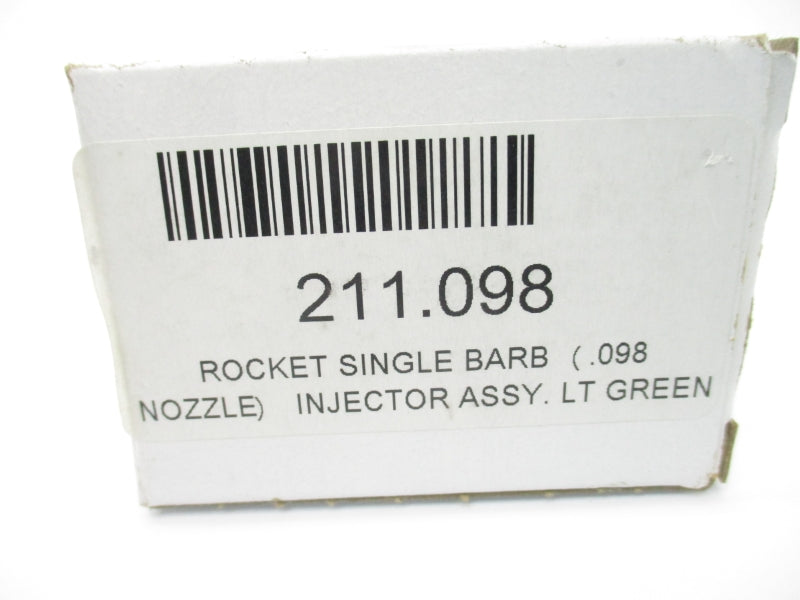 211.098
ROCKET SINGLE BARB ( .098
NOZZLE) INJECTOR ASSY. LT GREEN